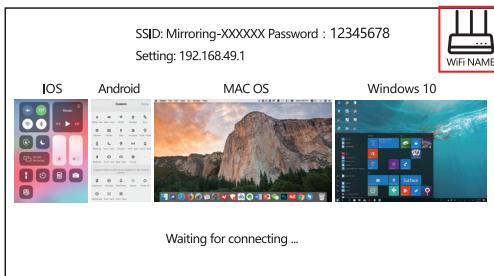 SSID: Mirroring-XXXXXX Password : 12345678
Setting: 192.168.49.1
WiFi NAME
IOS Android MAC OS Windows 10
Waiting for connecting ...